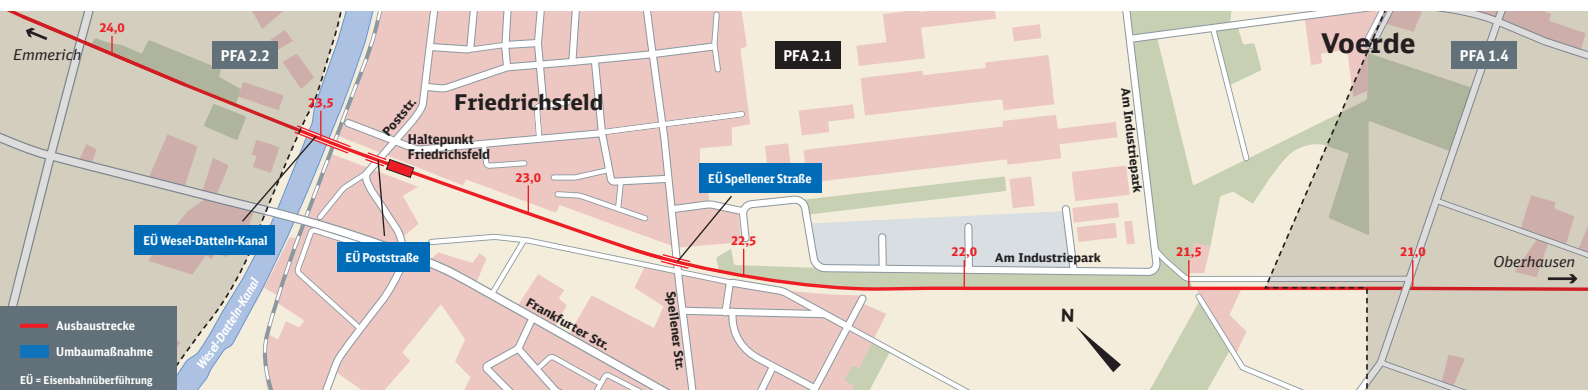 24,0
Emmerich
PFA 2.2
23,5
Poststr.
Friedrichsfeld
Haltepunkt
Friedrichsfeld
23,0
PFA 2.1
Voerde
PFA 1.4
Am Industriepark
EÜ Spellener Straße
EÜ Wesel-Datteln-Kanal
EÜ Poststraße
22,5
22,0
Am Industriepark
21,5
21,0
Oberhausen
Wesel-Datteln-Kanal
Frankfurter Str.
Spellener Str.
N
Ausbaustrecke
Umbaumaßnahme
EÜ = Eisenbahnüberführung